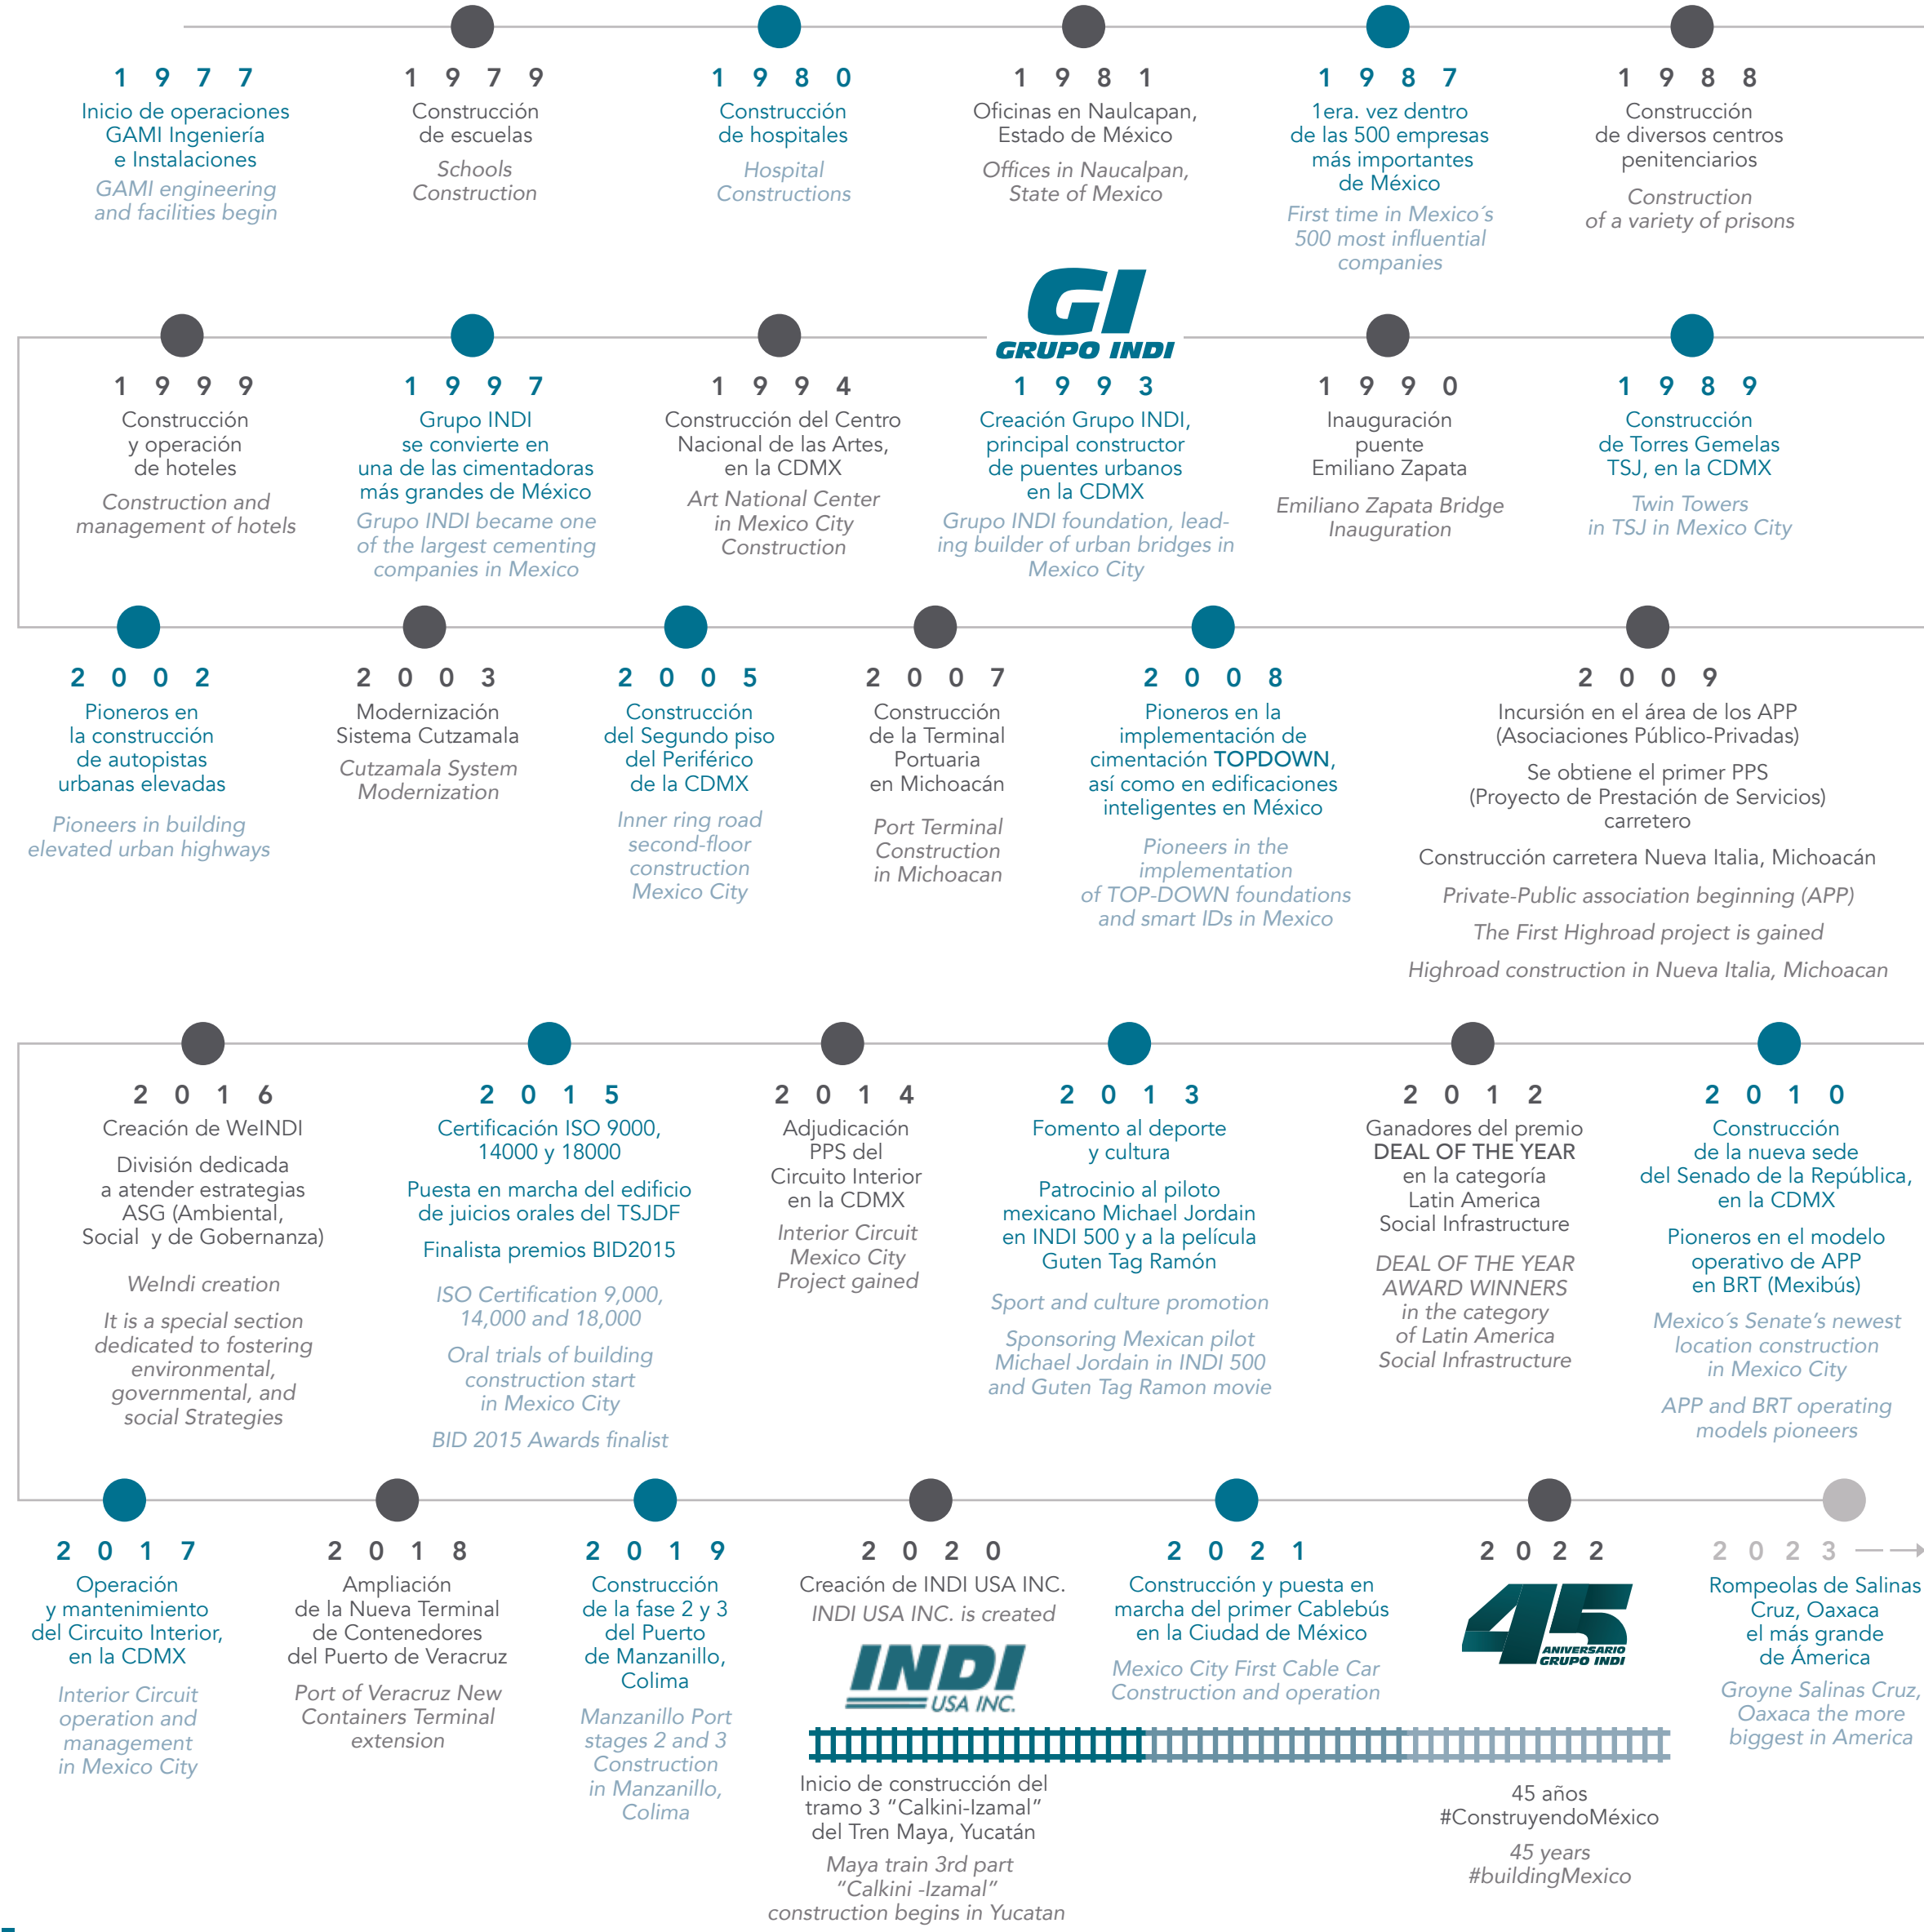 1 9 7 7
Inicio de operaciones
GAMI Ingeniería
e Instalaciones
GAMI engineering
and facilities begin
1 9 7 9
Construcción
de escuelas
Schools
Construction
1 9 8 0
Construcción
de hospitales
Hospital
Constructions
1 9 8 1
Oficinas en Naulcapan,
Estado de México
Offices in Naucalpan,
State of Mexico
1 9 8 7
1era. vez dentro
de las 500 empresas
más importantes
de México
First time in Mexico´s
500 most influential
companies
1 9 8 8
Construcción
de diversos centros
penitenciarios
Construction
of a variety of prisons
1 9 9 9
Construcción
y operación
de hoteles
Construction and
management of hotels
1 9 9 7
Grupo INDI
se convierte en
una de las cimentadoras
más grandes de México
Grupo INDI became one
of the largest cementing
companies in Mexico
1 9 9 4
Construcción del Centro
Nacional de las Artes,
en la CDMX
Art National Center
in Mexico City
Construction
GI
GRUPO INDI
1 9 9 3
Creación Grupo INDI,
principal constructor
de puentes urbanos
en la CDMX
Grupo INDI foundation, lead-
ing builder of urban bridges in
Mexico City
1 9 9 0
Inauguración
puente
Emiliano Zapata
Emiliano Zapata Bridge
Inauguration
1 9 8 9
Construcción
de Torres Gemelas
TSJ, en la CDMX
Twin Towers
in TSJ in Mexico City
2 0 0 2
Pioneros en
la construcción
de autopistas
urbanas elevadas
Pioneers in building
elevated urban highways
2 0 0 3
Modernización
Sistema Cutzamala
Cutzamala System
Modernization
2 0 0 5
Construcción
del Segundo piso
del Periférico
de la CDMX
Inner ring road
second-floor
construction
Mexico City
2 0 0 7
Construcción
de la Terminal
Portuaria
en Michoacán
Port Terminal
Construction
in Michoacan
2 0 0 8
Pioneros en la
implementación de
cimentación TOPDOWN,
así como en edificaciones
inteligentes en México
Pioneers in the
implementation
of TOP-DOWN foundations
and smart IDs in Mexico
2 0 0 9
Incursión en el área de los APP
(Asociaciones Público-Privadas)
Se obtiene el primer PPS
(Proyecto de Prestación de Servicios)
carretero
Construcción carretera Nueva Italia, Michoacán
Private-Public association beginning (APP)
The First Highroad project is gained
Highroad construction in Nueva Italia, Michoacan
2 0 1 6
Creación de WeINDI
División dedicada
a atender estrategias
ASG (Ambiental,
Social y de Gobernanza)
WeIndi creation
It is a special section
dedicated to fostering
environmental,
governmental, and
social Strategies
2 0 1 5
Certificación ISO 9000,
14000 y 18000
Puesta en marcha del edificio
de juicios orales del TSJDF
Finalista premios BID2015
ISO Certification 9,000,
14,000 and 18,000
Oral trials of building
construction start
in Mexico City
BID 2015 Awards finalist
2 0 1 4
Adjudicación
PPS del
Circuito Interior
en la CDMX
Interior Circuit
Mexico City
Project gained
2 0 1 3
Fomento al deporte
y cultura
Patrocinio al piloto
mexicano Michael Jordain
en INDI 500 y a la película
Guten Tag Ramón
Sport and culture promotion
Sponsoring Mexican pilot
Michael Jordain in INDI 500
and Guten Tag Ramon movie
2 0 1 2
Ganadores del premio
DEAL OF THE YEAR
en la categoría
Latin America
Social Infrastructure
DEAL OF THE YEAR
AWARD WINNERS
in the category
of Latin America
Social Infrastructure
2 0 1 0
Construcción
de la nueva sede
del Senado de la República,
en la CDMX
Pioneros en el modelo
operativo de APP
en BRT (Mexibús)
Mexico´s Senate’s newest
location construction
in Mexico City
APP and BRT operating
models pioneers
2 0 1 7
Operación
y mantenimiento
del Circuito Interior,
en la CDMX
Interior Circuit
operation and
management
in Mexico City
2 0 1 8
Ampliación
de la Nueva Terminal
de Contenedores
del Puerto de Veracruz
Port of Veracruz New
Containers Terminal
extension
2 0 1 9
Construcción
de la fase 2 y 3
del Puerto
de Manzanillo,
Colima
Manzanillo Port
stages 2 and 3
Construction
in Manzanillo,
Colima
2 0 2 0
Creación de INDI USA INC.
INDI USA INC. is created
INDI
USA INC.
Inicio de construcción del
tramo 3 “Calkini-Izamal”
del Tren Maya, Yucatán
Maya train 3rd part
“Calkini -Izamal”
construction begins in Yucatan
2 0 2 1
Construcción y puesta en
marcha del primer Cablebús
en la Ciudad de México
Mexico City First Cable Car
Construction and operation
2 0 2 2
45
ANIVERSARIO
GRUPO INDI
45 años
#ConstruyendoMéxico
45 years
#buildingMexico
2 0 2 3
Rompeolas de Salinas
Cruz, Oaxaca
el más grande
de Ámerica
Groyne Salinas Cruz,
Oaxaca the more
biggest in America